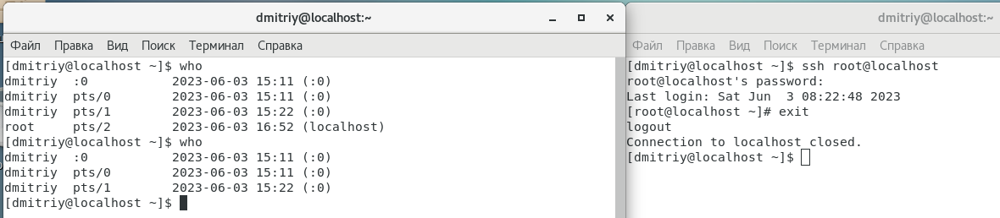 dmitriy@localhost:~
Файл Правка Вид Поиск Терминал Справка
[dmitriy@localhost ~]$ who
dmitriy  :0           2023-06-03 15:11 (:0)
dmitriy  pts/0        2023-06-03 15:11 (:0)
dmitriy  pts/1        2023-06-03 15:22 (:0)
root     pts/2        2023-06-03 16:52 (localhost)
[dmitriy@localhost ~]$ who
dmitriy  :0           2023-06-03 15:11 (:0)
dmitriy  pts/0        2023-06-03 15:11 (:0)
dmitriy  pts/1        2023-06-03 15:22 (:0)
[dmitriy@localhost ~]$
dmitriy@localhost:~
Файл Правка Вид Поиск Терминал Справка
[dmitriy@localhost ~]$ ssh root@localhost
root@localhost's password:
Last login: Sat Jun  3 08:22:48 2023
[root@localhost ~]# exit
logout
Connection to localhost closed.
[dmitriy@localhost ~]$